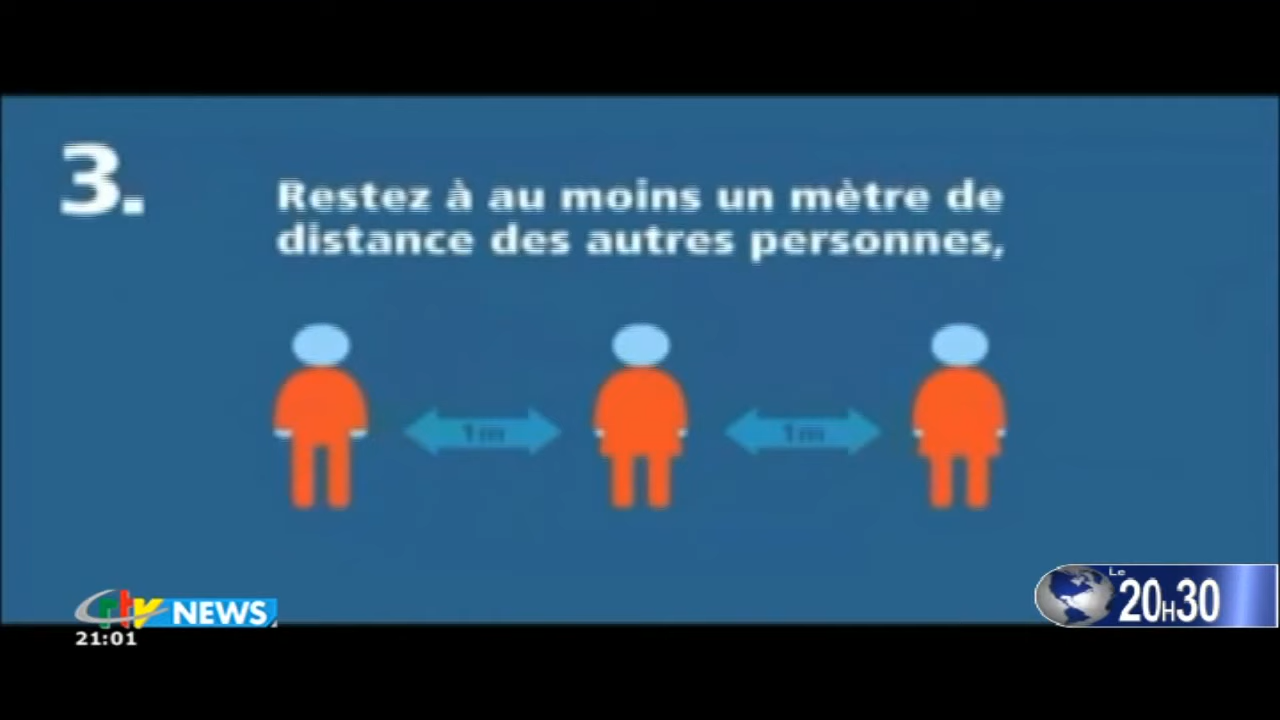 3.
Restez à au moins un mètre de
distance des autres personnes,
1m
1m
crtv NEWS
21:01
Le
20H30